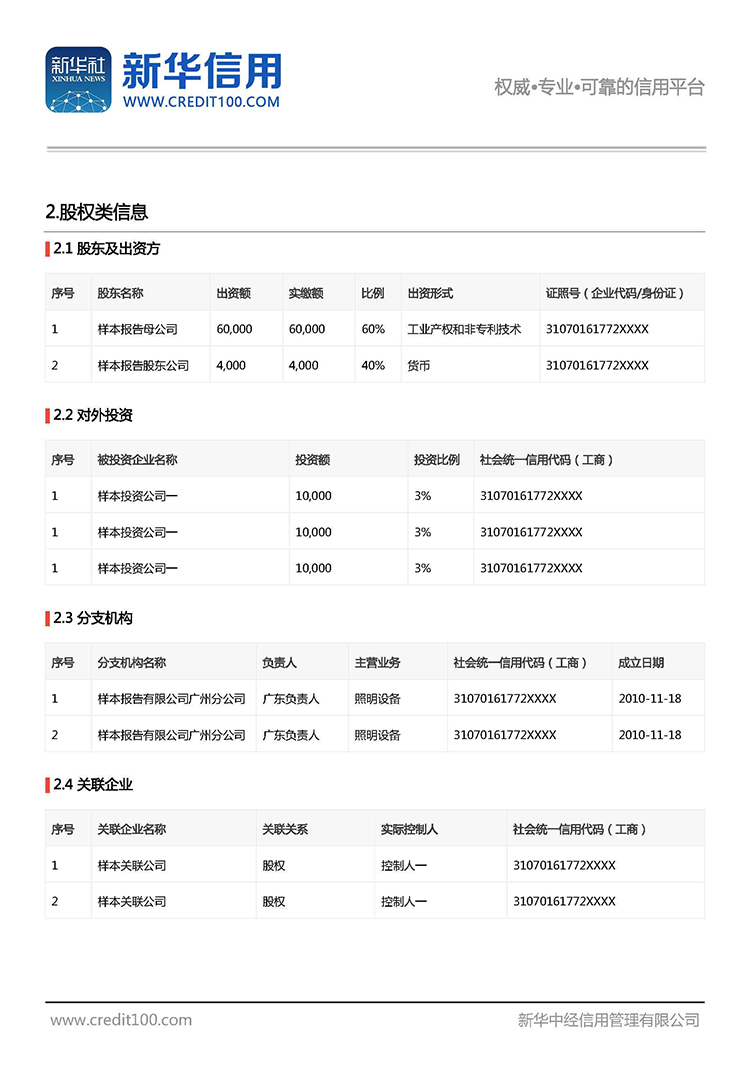 新华社
XINHUA NEWS
新华信用
WWW.CREDIT100.COM
权威•专业•可靠的信用平台
2.股权类信息
2.1 股东及出资方
序号 股东名称 出资额 实缴额 比例 出资形式 证照号（企业代码/身份证）
1 样本报告母公司 60,000 60,000 60% 工业产权和非专利技术 31070161772XXXX
2 样本报告股东公司 4,000 4,000 40% 货币 31070161772XXXX
2.2 对外投资
序号 被投资企业名称 投资额 投资比例 社会统一信用代码（工商）
1 样本投资公司一 10,000 3% 31070161772XXXX
1 样本投资公司一 10,000 3% 31070161772XXXX
1 样本投资公司一 10,000 3% 31070161772XXXX
2.3 分支机构
序号 分支机构名称 负责人 主营业务 社会统一信用代码（工商） 成立日期
1 样本报告有限公司广州分公司 广东负责人 照明设备 31070161772XXXX 2010-11-18
2 样本报告有限公司广州分公司 广东负责人 照明设备 31070161772XXXX 2010-11-18
2.4 关联企业
序号 关联企业名称 关联关系 实际控制人 社会统一信用代码（工商）
1 样本关联公司 股权 控制人一 31070161772XXXX
2 样本关联公司 股权 控制人一 31070161772XXXX
www.credit100.com 新华中经信用管理有限公司